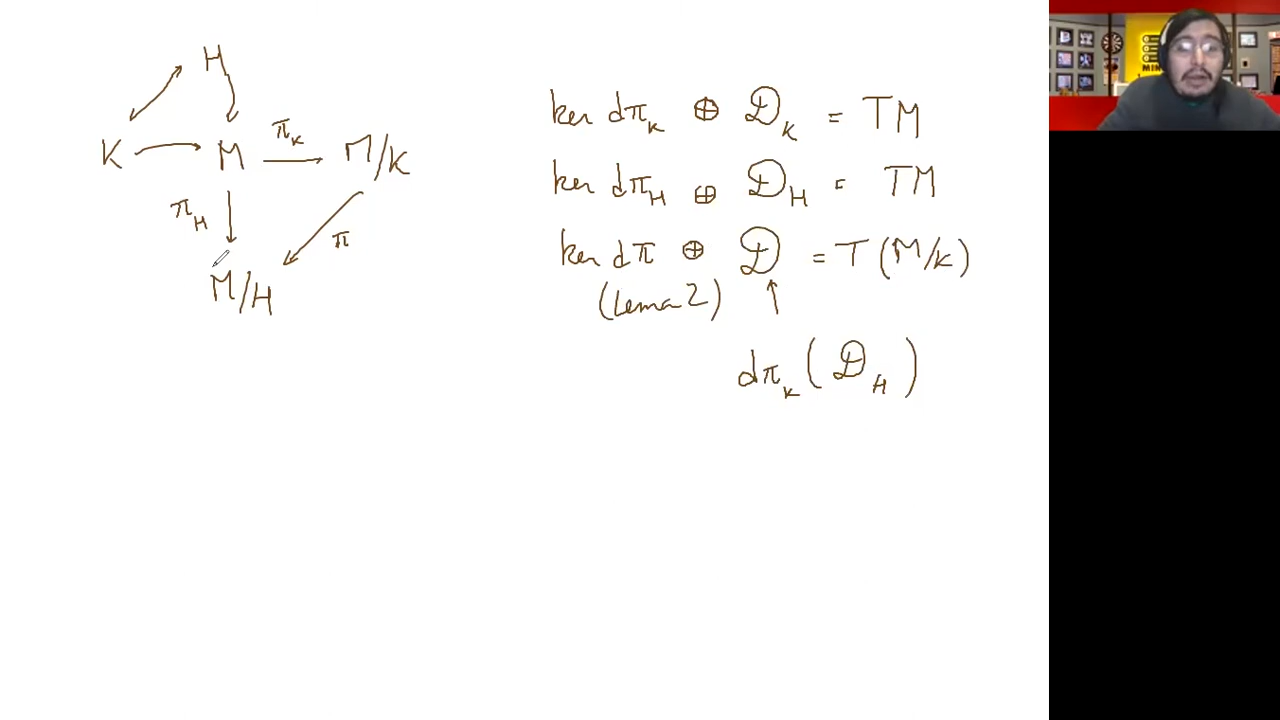 H
K → M π_K → M/K
π_H π
M/H
ker dπ_K ⊕ 𝒟_K = TM
ker dπ_H ⊕ 𝒟_H = TM
ker dπ ⊕ 𝒟 = T(M/K)
(Lema 2) ↑
dπ_K(𝒟_H)